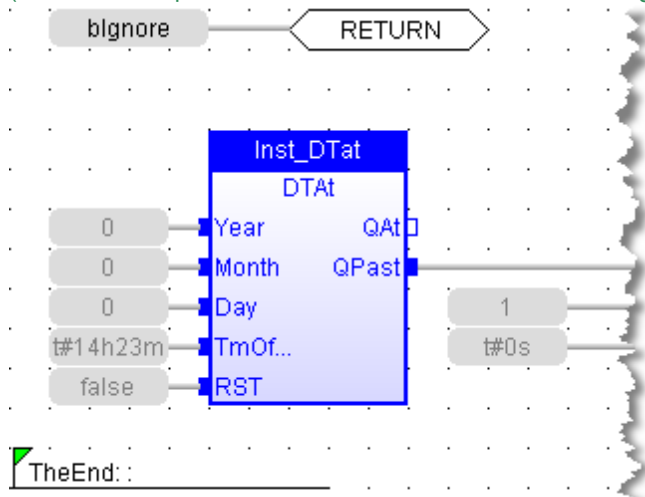 bIgnore RETURN
Inst_DTat
DTAt
0 Year QAt
0 Month QPast
0 Day 1
t#14h23m TmOf... t#0s
false RST
TheEnd: :